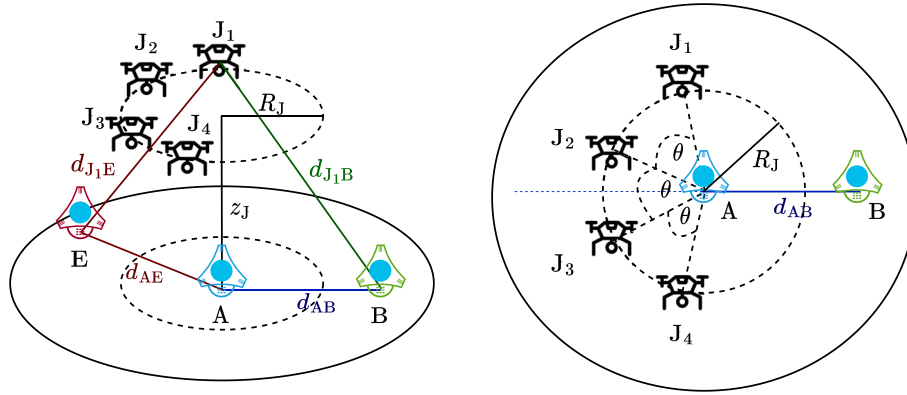 J₁
J₂
R_J
J₃
J₄
d_{J₁E}
d_{J₁B}
z_J
E
d_{AE}
d_{AB}
A
B
J₁
J₂
θ
R_J
θ
θ
A
d_{AB}
B
J₃
J₄